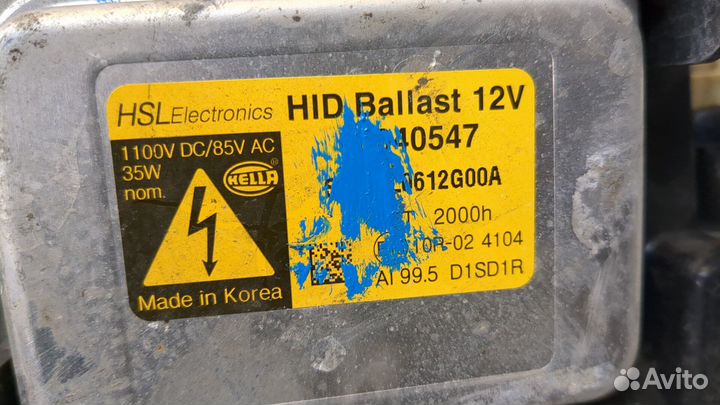 HSLElectronics HID Ballast 12V
40547
1100V DC/85V AC
35W
nom.
HELLA
0612G00A
T 2000h
10R-02 4104
AI 99.5 D1SD1R
Made in Korea
Avito